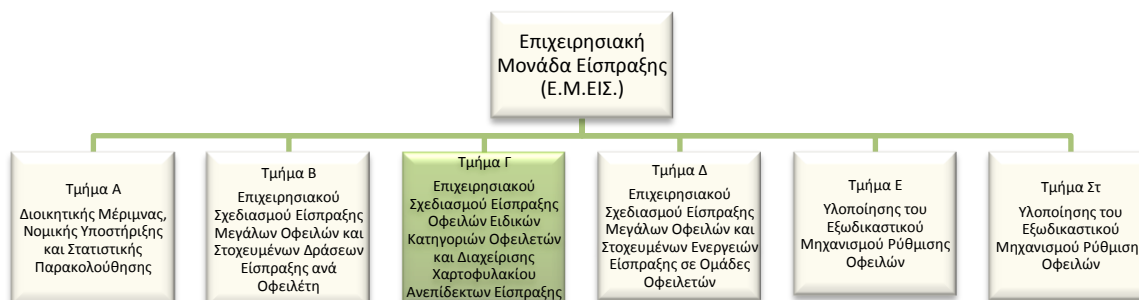 Επιχειρησιακή
Μονάδα Είσπραξης
(Ε.Μ.ΕΙΣ.)
Τμήμα Α
Διοικητικής Μέριμνας,
Νομικής Υποστήριξης
και Στατιστικής
Παρακολούθησης
Τμήμα Β
Επιχειρησιακού
Σχεδιασμού Είσπραξης
Μεγάλων Οφειλών και
Στοχευμένων Δράσεων
Είσπραξης ανά
Οφειλέτη
Τμήμα Γ
Επιχειρησιακού
Σχεδιασμού Είσπραξης
Οφειλών Ειδικών
Κατηγοριών Οφειλετών
και Διαχείρισης
Χαρτοφυλακίου
Ανεπίδεκτων Είσπραξης
Τμήμα Δ
Επιχειρησιακού
Σχεδιασμού Είσπραξης
Μεγάλων Οφειλών και
Στοχευμένων Ενεργειών
Είσπραξης σε Ομάδες
Οφειλετών
Τμήμα Ε
Υλοποίησης του
Εξωδικαστικού
Μηχανισμού Ρύθμισης
Οφειλών
Τμήμα Στ
Υλοποίησης του
Εξωδικαστικού
Μηχανισμού Ρύθμισης
Οφειλών